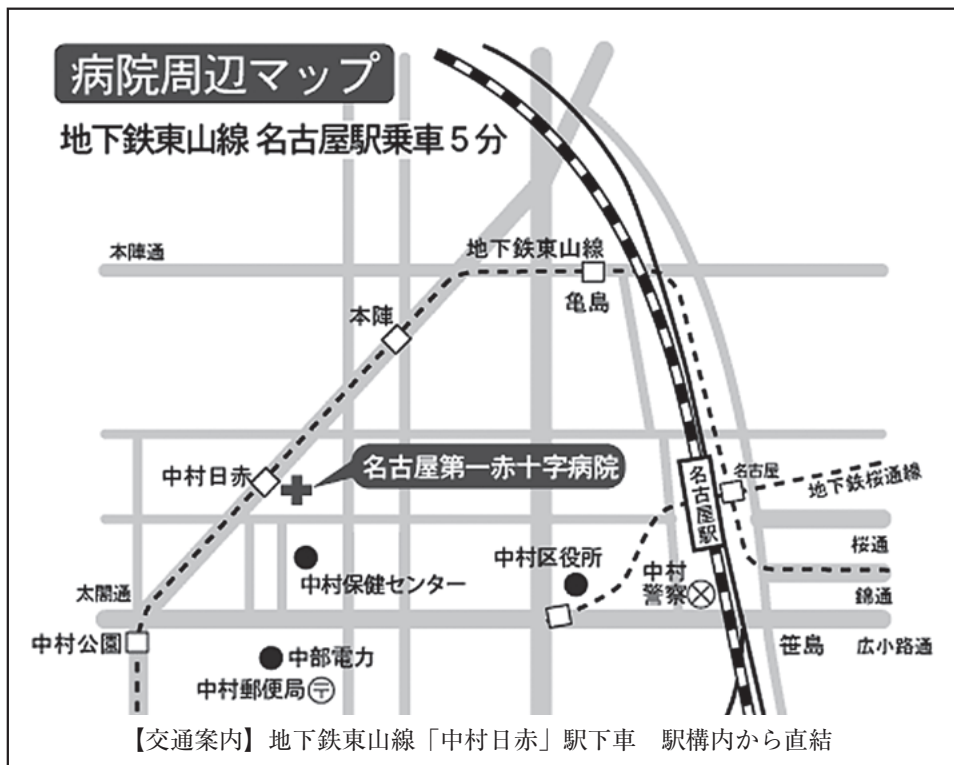 病院周辺マップ
地下鉄東山線 名古屋駅乗車5分
本陣通
地下鉄東山線
亀島
本陣
中村日赤
名古屋第一赤十字病院
名古屋駅
名古屋
地下鉄桜通線
中村保健センター
中村区役所
中村
警察
桜通
太閤通
錦通
中村公園
笹島
広小路通
中部電力
中村郵便局
【交通案内】地下鉄東山線「中村日赤」駅下車　駅構内から直結